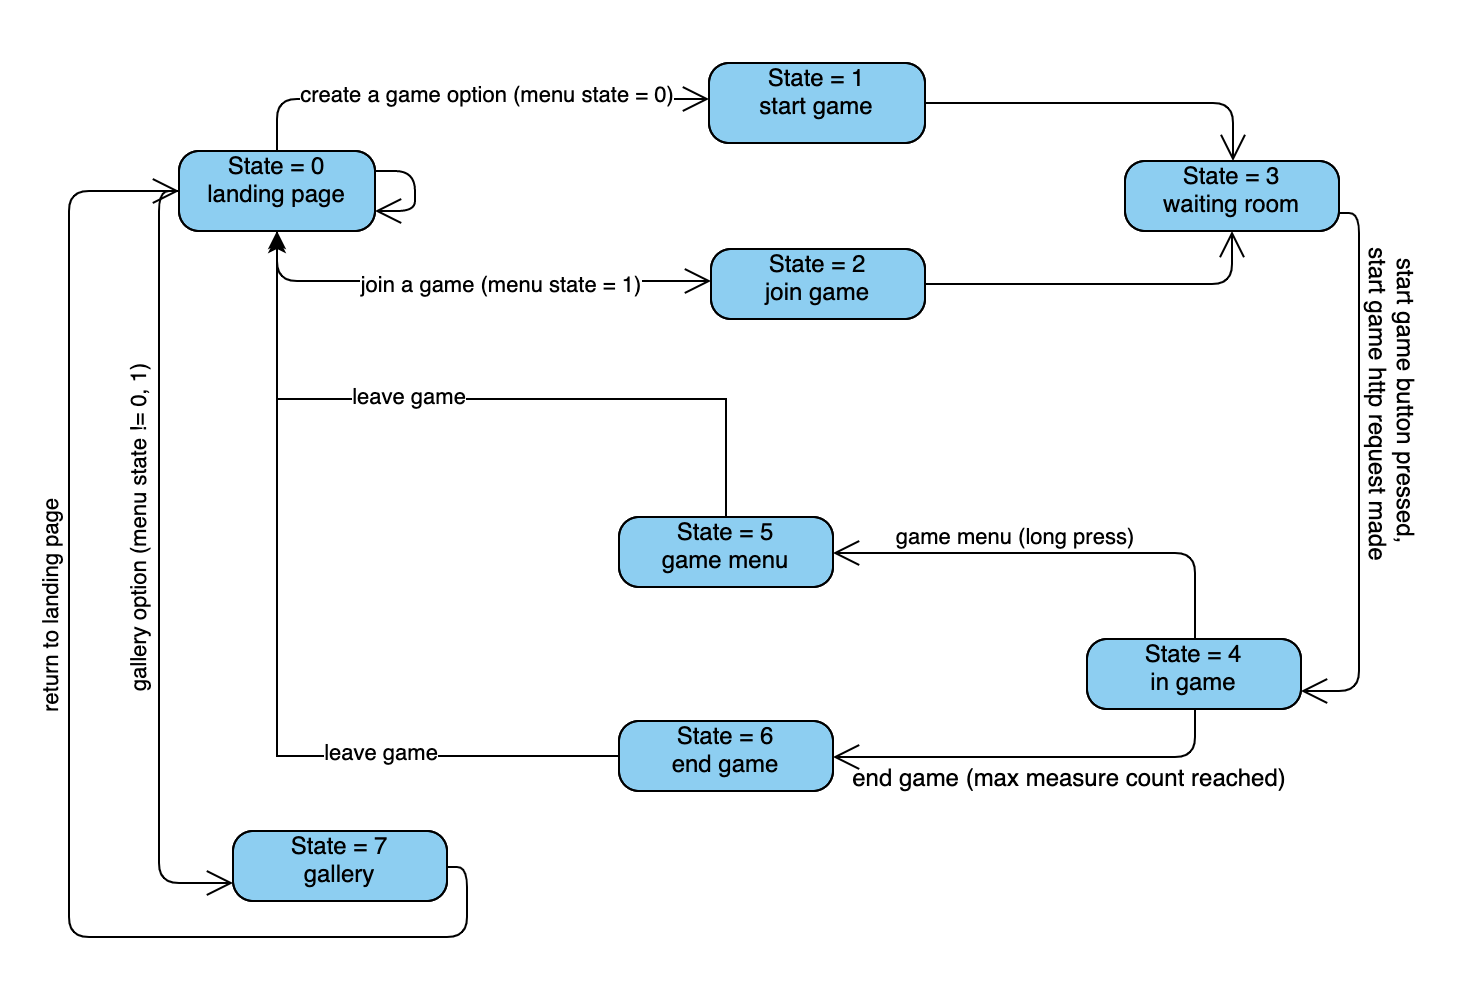 create a game option (menu state = 0)
State = 1
start game
State = 0
landing page
State = 3
waiting room
join a game (menu state = 1)
State = 2
join game
start game button pressed,
start game http request made
leave game
gallery option (menu state != 0, 1)
return to landing page
State = 5
game menu
game menu (long press)
State = 4
in game
leave game
State = 6
end game
end game (max measure count reached)
State = 7
gallery